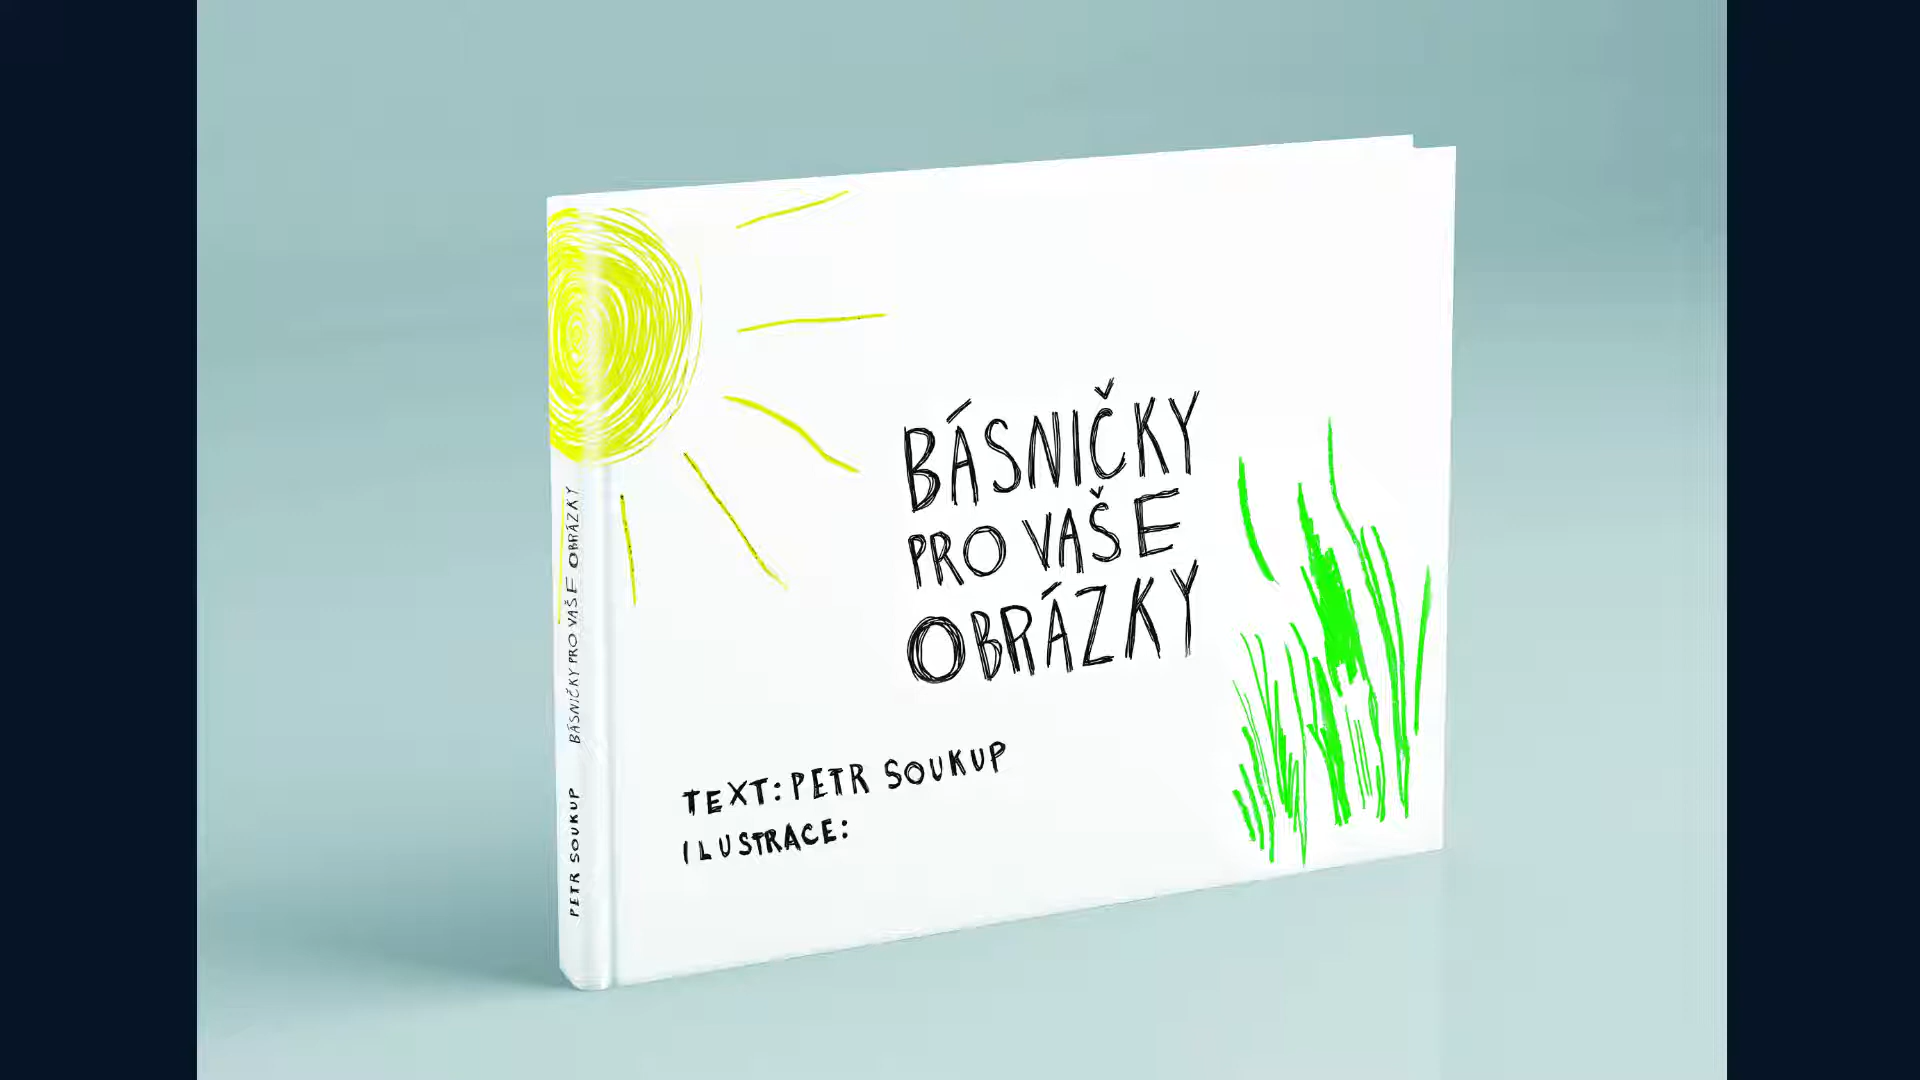 BÁSNIČKY
PRO VAŠE
OBRÁZKY
TEXT: PETR SOUKUP
ILUSTRACE:
PETR SOUKUP BÁSNIČKY PRO VAŠE OBRÁZKY